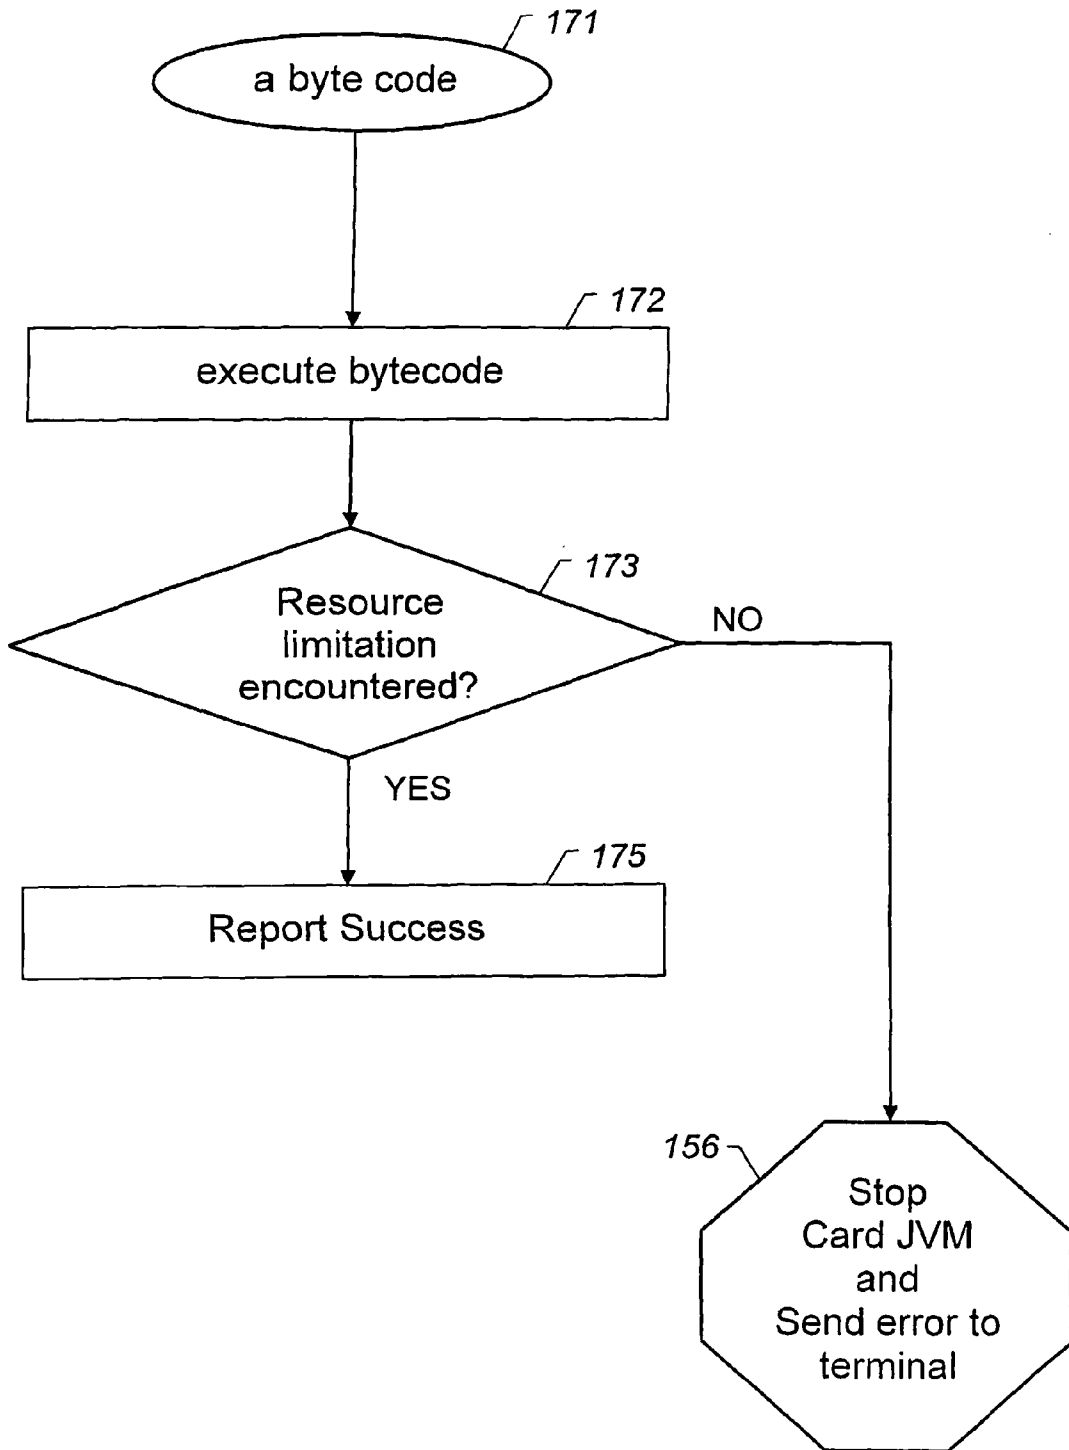 171
a byte code
172
execute bytecode
173
Resource
limitation
encountered?
NO
YES
175
Report Success
156
Stop
Card JVM
and
Send error to
terminal